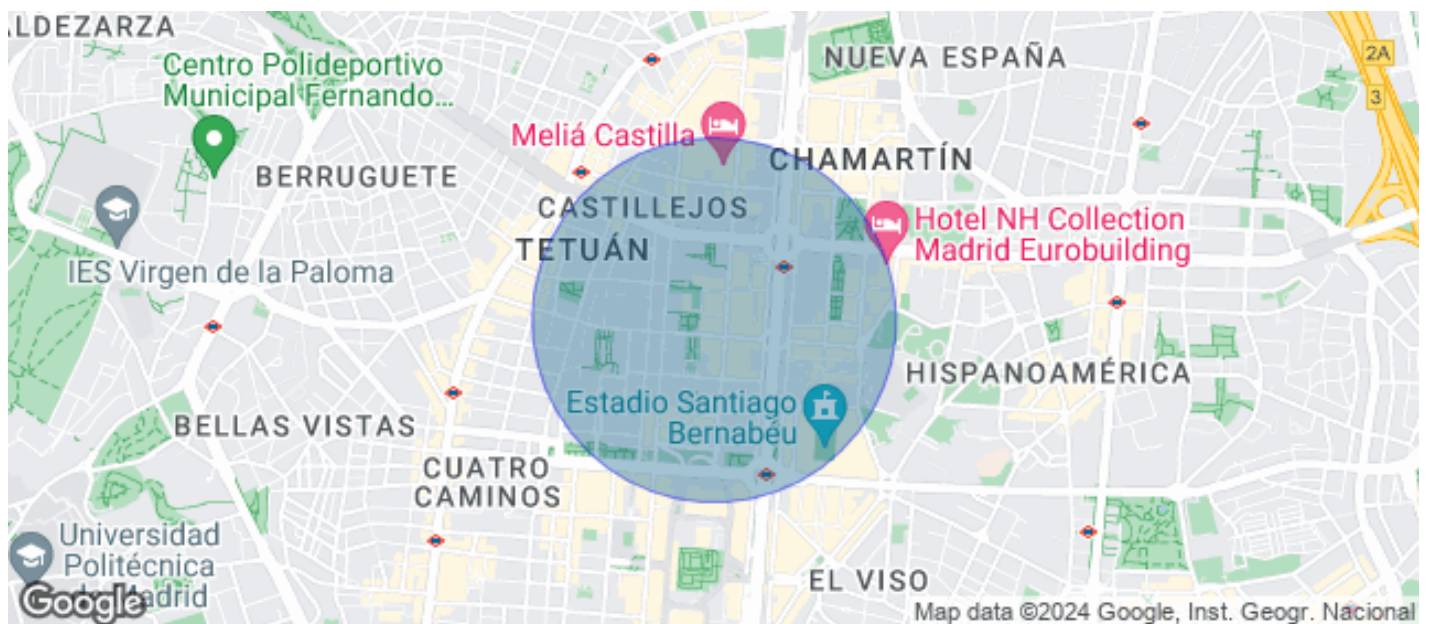 ALDEZARZA
Centro Polideportivo
Municipal Fernando...
NUEVA ESPAÑA
2A
3
Meliá Castilla
CHAMARTÍN
BERRUGUETE
CASTILLEJOS
TETUÁN
Hotel NH Collection
Madrid Eurobuilding
IES Virgen de la Paloma
HISPANOAMÉRICA
Estadio Santiago
Bernabéu
BELLAS VISTAS
CUATRO
CAMINOS
Universidad
Politécnica
de Madrid
EL VISO
Google
Map data ©2024 Google, Inst. Geogr. Nacional